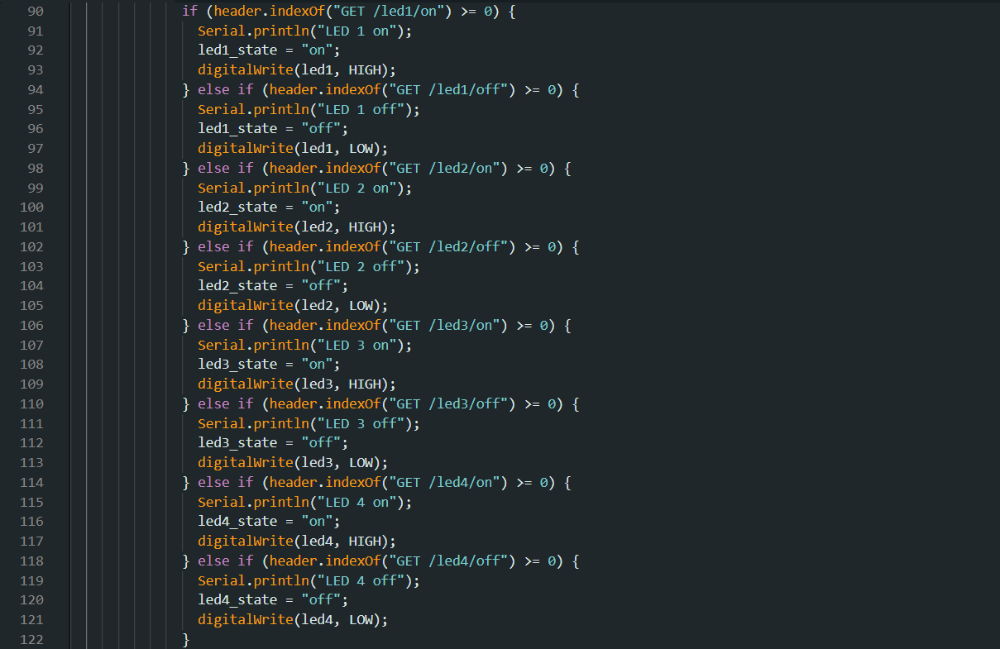 90 if (header.indexOf("GET /led1/on") >= 0) {
91 Serial.println("LED 1 on");
92 led1_state = "on";
93 digitalWrite(led1, HIGH);
94 } else if (header.indexOf("GET /led1/off") >= 0) {
95 Serial.println("LED 1 off");
96 led1_state = "off";
97 digitalWrite(led1, LOW);
98 } else if (header.indexOf("GET /led2/on") >= 0) {
99 Serial.println("LED 2 on");
100 led2_state = "on";
101 digitalWrite(led2, HIGH);
102 } else if (header.indexOf("GET /led2/off") >= 0) {
103 Serial.println("LED 2 off");
104 led2_state = "off";
105 digitalWrite(led2, LOW);
106 } else if (header.indexOf("GET /led3/on") >= 0) {
107 Serial.println("LED 3 on");
108 led3_state = "on";
109 digitalWrite(led3, HIGH);
110 } else if (header.indexOf("GET /led3/off") >= 0) {
111 Serial.println("LED 3 off");
112 led3_state = "off";
113 digitalWrite(led3, LOW);
114 } else if (header.indexOf("GET /led4/on") >= 0) {
115 Serial.println("LED 4 on");
116 led4_state = "on";
117 digitalWrite(led4, HIGH);
118 } else if (header.indexOf("GET /led4/off") >= 0) {
119 Serial.println("LED 4 off");
120 led4_state = "off";
121 digitalWrite(led4, LOW);
122 }